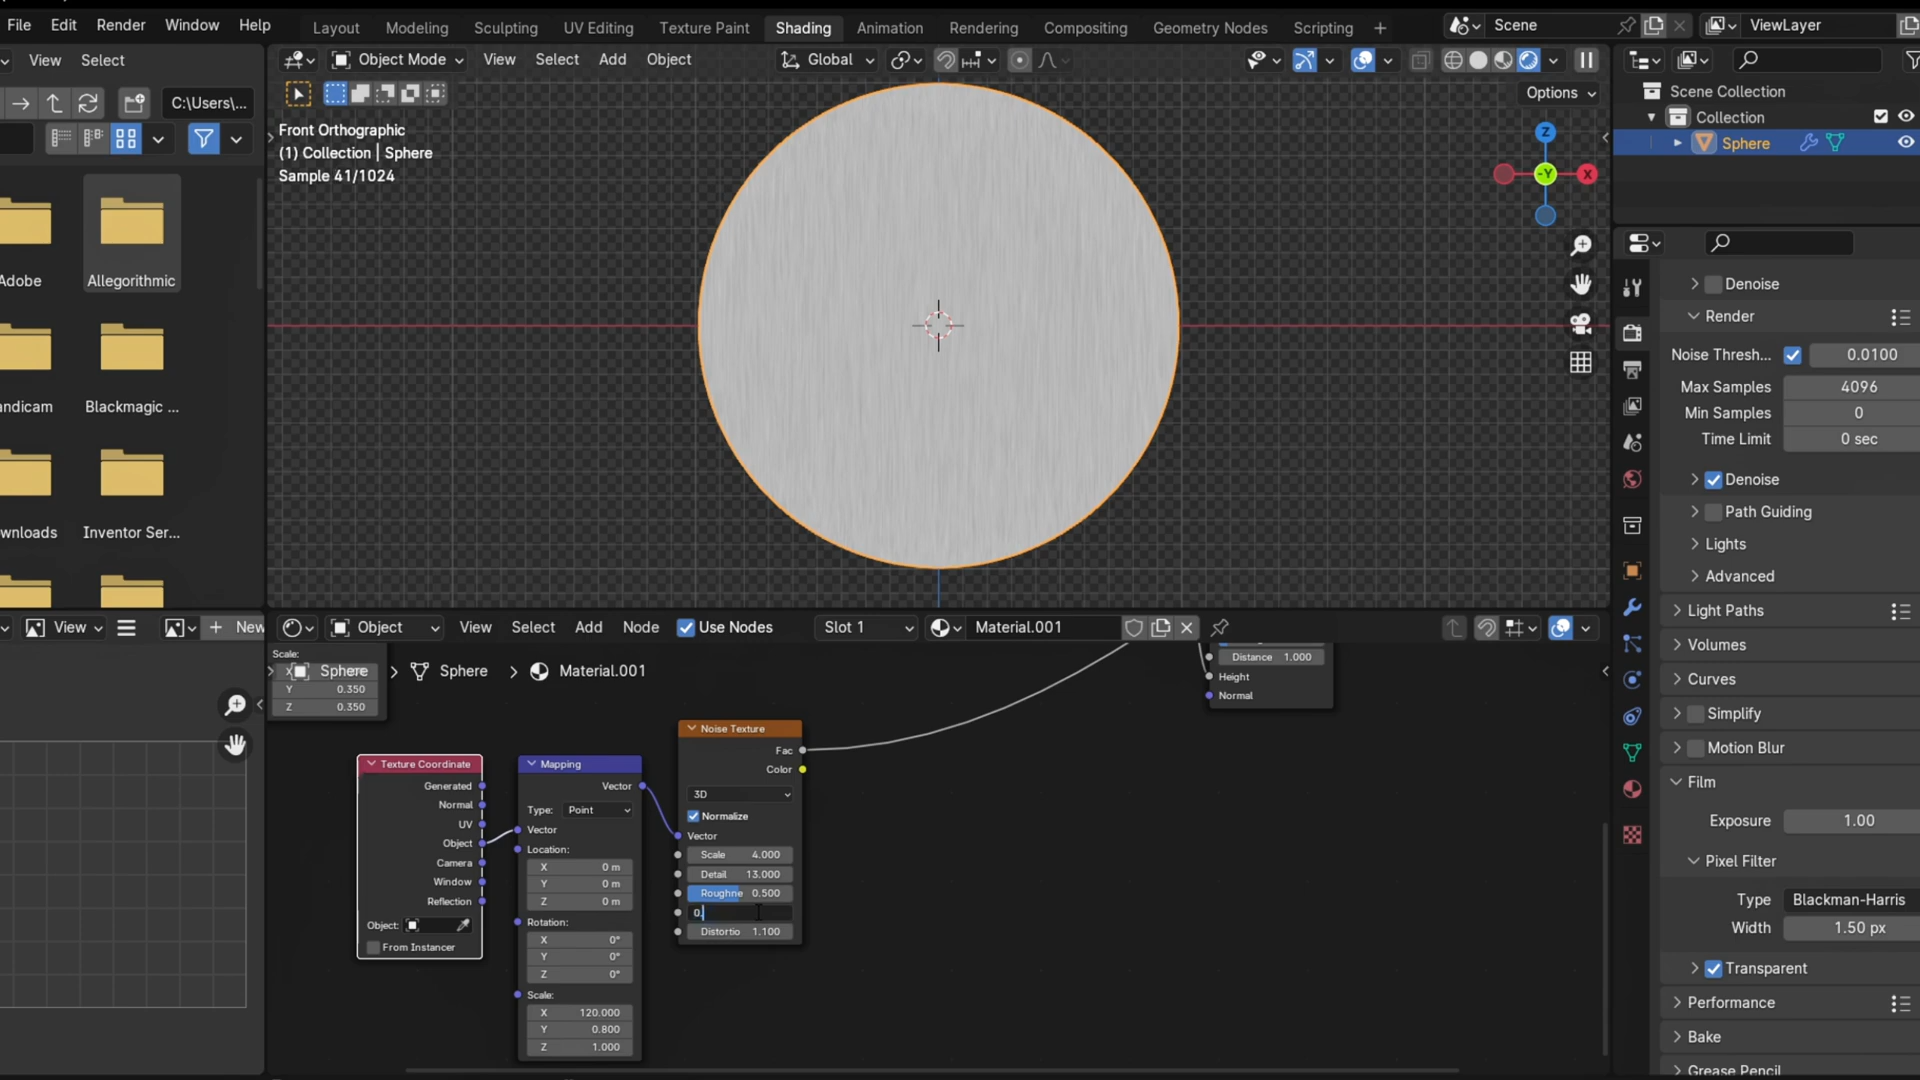 File Edit Render Window Help
Layout Modeling Sculpting UV Editing Texture Paint Shading Animation Rendering Compositing Geometry Nodes Scripting +
Scene
ViewLayer
View Select
Object Mode
View Select Add Object
Global
C:\Users\...
Options
Front Orthographic
(1) Collection | Sphere
Sample 41/1024
Z
-Y
X
Adobe
Allegorithmic
andicam
Blackmagic ...
wnloads
Inventor Ser...
Scene Collection
Collection
Sphere
Denoise
Render
Noise Thresh... 0.0100
Max Samples 4096
Min Samples 0
Time Limit 0 sec
Denoise
Path Guiding
Lights
Advanced
Light Paths
Volumes
Curves
Simplify
Motion Blur
Film
Exposure 1.00
Pixel Filter
Type Blackman-Harris
Width 1.50 px
Transparent
Performance
Bake
Grease Pencil
View
+ New
Object
View Select Add Node
Use Nodes
Slot 1
Material.001
Scale:
X
Y 0.350
Z 0.350
Sphere > Sphere > Material.001
Distance 1.000
Height
Normal
Texture Coordinate
Generated
Normal
UV
Object
Camera
Window
Reflection
Object:
From Instancer
Mapping
Vector
Type: Point
Vector
Location:
X 0 m
Y 0 m
Z 0 m
Rotation:
X 0°
Y 0°
Z 0°
Scale:
X 120.000
Y 0.800
Z 1.000
Noise Texture
Fac
Color
3D
Normalize
Vector
Scale 4.000
Detail 13.000
Roughne 0.500
0.
Distortio 1.100